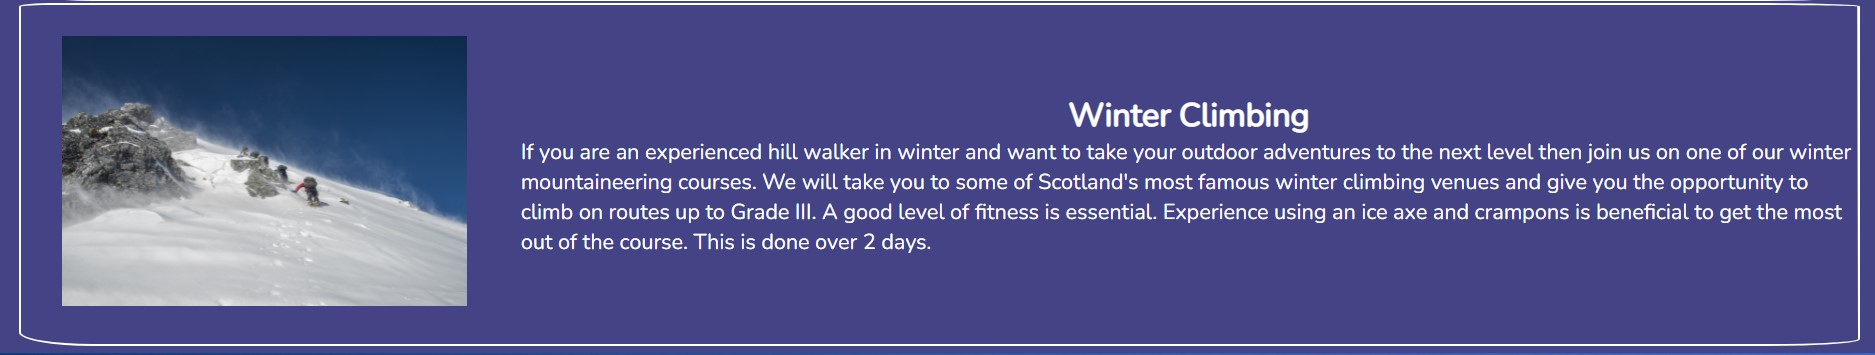 Winter Climbing
If you are an experienced hill walker in winter and want to take your outdoor adventures to the next level then join us on one of our winter
mountaineering courses. We will take you to some of Scotland's most famous winter climbing venues and give you the opportunity to
climb on routes up to Grade III. A good level of fitness is essential. Experience using an ice axe and crampons is beneficial to get the most
out of the course. This is done over 2 days.